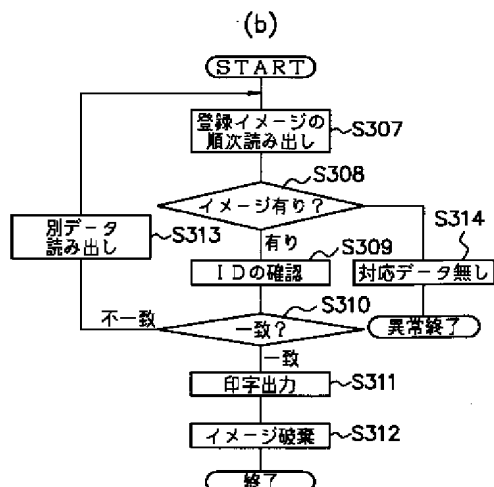 (b)
START
登録イメージの
順次読み出し
S307
S308
イメージ有り?
別データ
読み出し
S313
有り
S309
S314
IDの確認
対応データ無し
S310
不一致
一致?
異常終了
一致
印字出力
S311
イメージ破棄
S312
終了